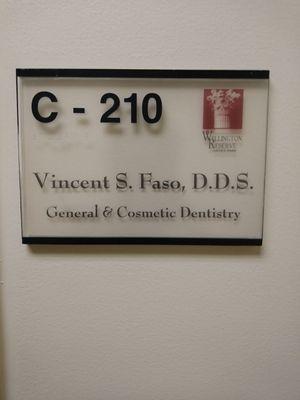 C - 210
WELLINGTON
RESERVE
Vincent S. Faso, D.D.S.
General & Cosmetic Dentistry